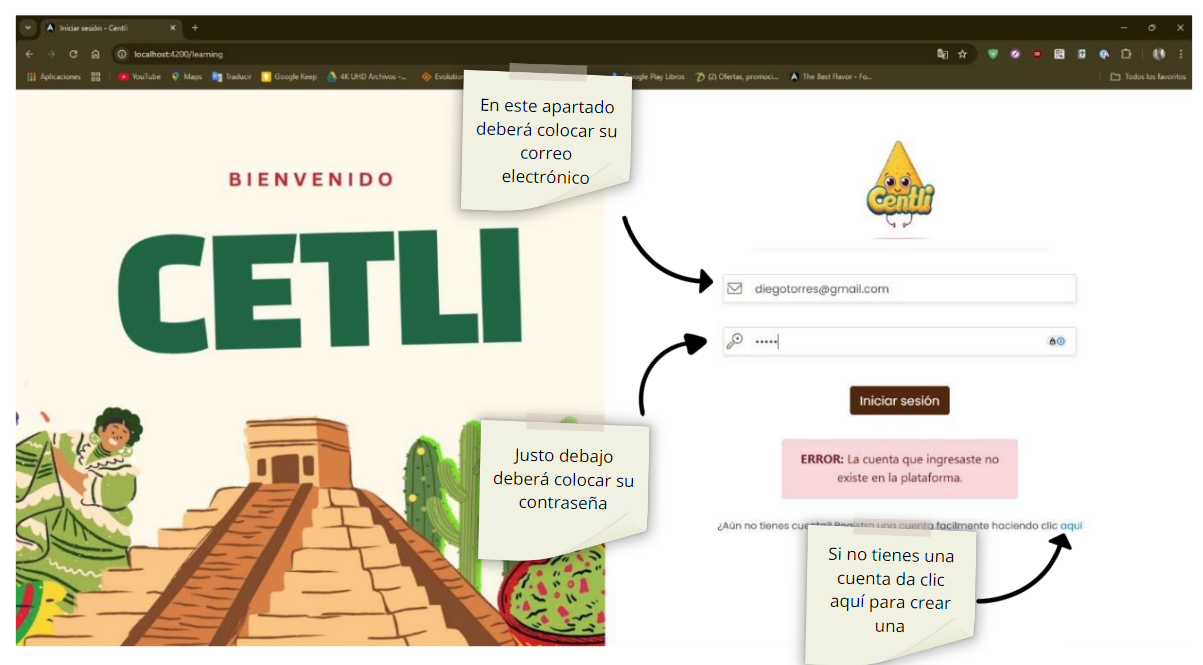 Iniciar sesión - Centli
localhost:4200/learning
Aplicaciones
YouTube
Maps
Traducir
Google Keep
4K UHD Archivos -...
Evolution
Google Play Libros
(2) Ofertas, promoci...
The Best Flavor - Fo...
Todos los favoritos
En este apartado
deberá colocar su
correo
electrónico
BIENVENIDO
CETLI
Centli
diegotorres@gmail.com
Iniciar sesión
Justo debajo
deberá colocar su
contraseña
ERROR: La cuenta que ingresaste no
existe en la plataforma.
¿Aún no tienes cuenta? Registra una cuenta facilmente haciendo clic aquí
Si no tienes una
cuenta da clic
aquí para crear
una